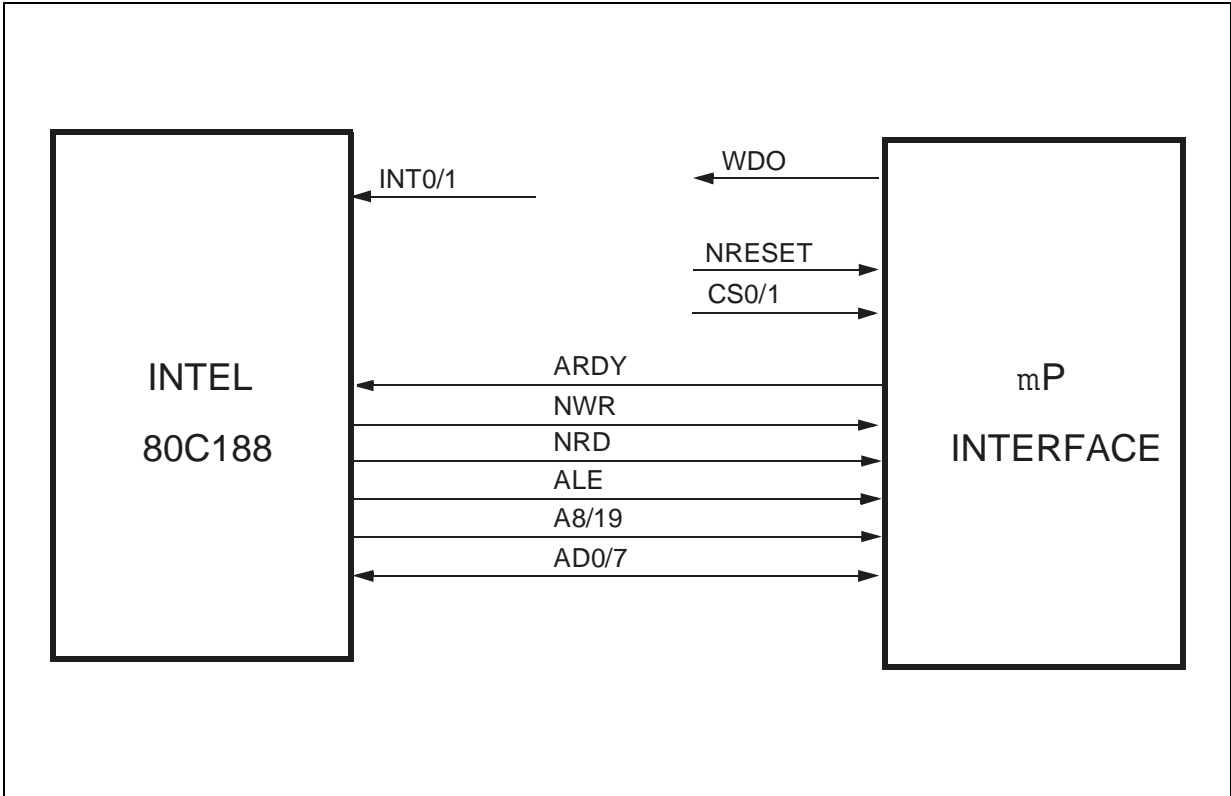 WDO
INT0/1
NRESET
CS0/1
INTEL
80C188
ARDY
NWR
NRD
ALE
A8/19
AD0/7
mP
INTERFACE